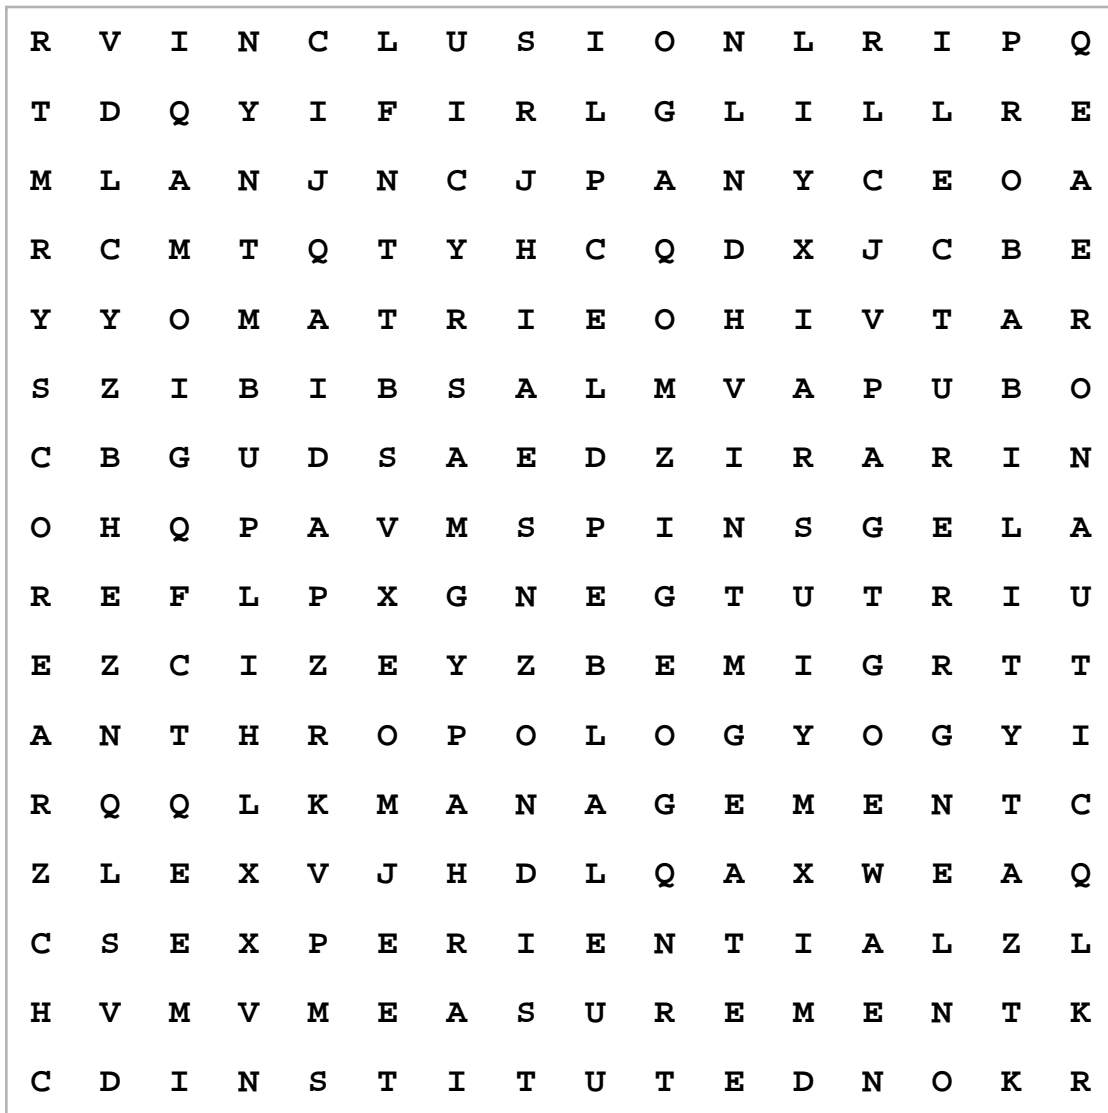 R V I N C L U S I O N L R I P Q
T D Q Y I F I R L G L I L L R E
M L A N J N C J P A N Y C E O A
R C M T Q T Y H C Q D X J C B E
Y Y O M A T R I E O H I V T A R
S Z I B I B S A L M V A P U B O
C B G U D S A E D Z I R A R I N
O H Q P A V M S P I N S G E L A
R E F L P X G N E G T U T R I U
E Z C I Z E Y Z B E M I G R T T
A N T H R O P O L O G Y O G Y I
R Q Q L K M A N A G E M E N T C
Z L E X V J H D L Q A X W E A Q
C S E X P E R I E N T I A L Z L
H V M V M E A S U R E M E N T K
C D I N S T I T U T E D N O K R